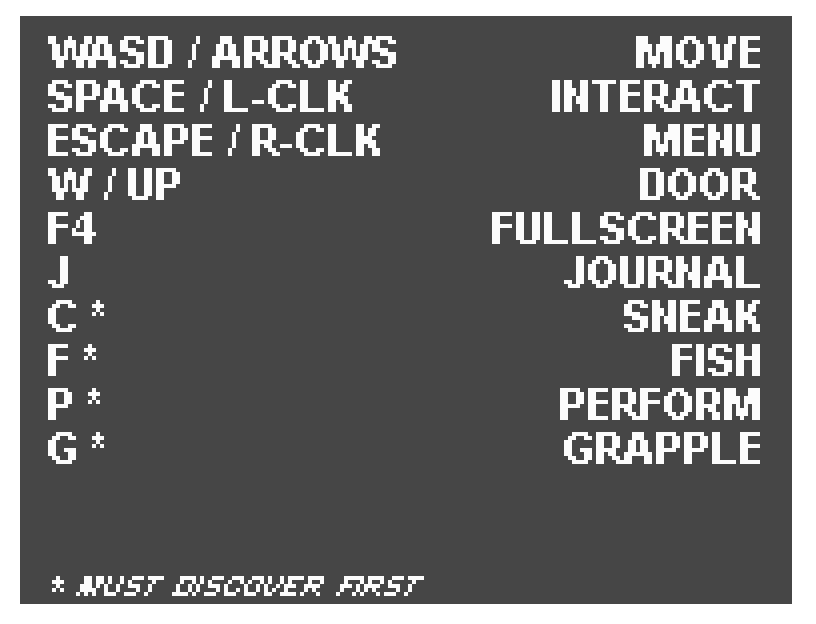 WASD / ARROWS MOVE
SPACE / L-CLK INTERACT
ESCAPE / R-CLK MENU
W / UP DOOR
F4 FULLSCREEN
J JOURNAL
C * SNEAK
F * FISH
P * PERFORM
G * GRAPPLE
* MUST DISCOVER FIRST